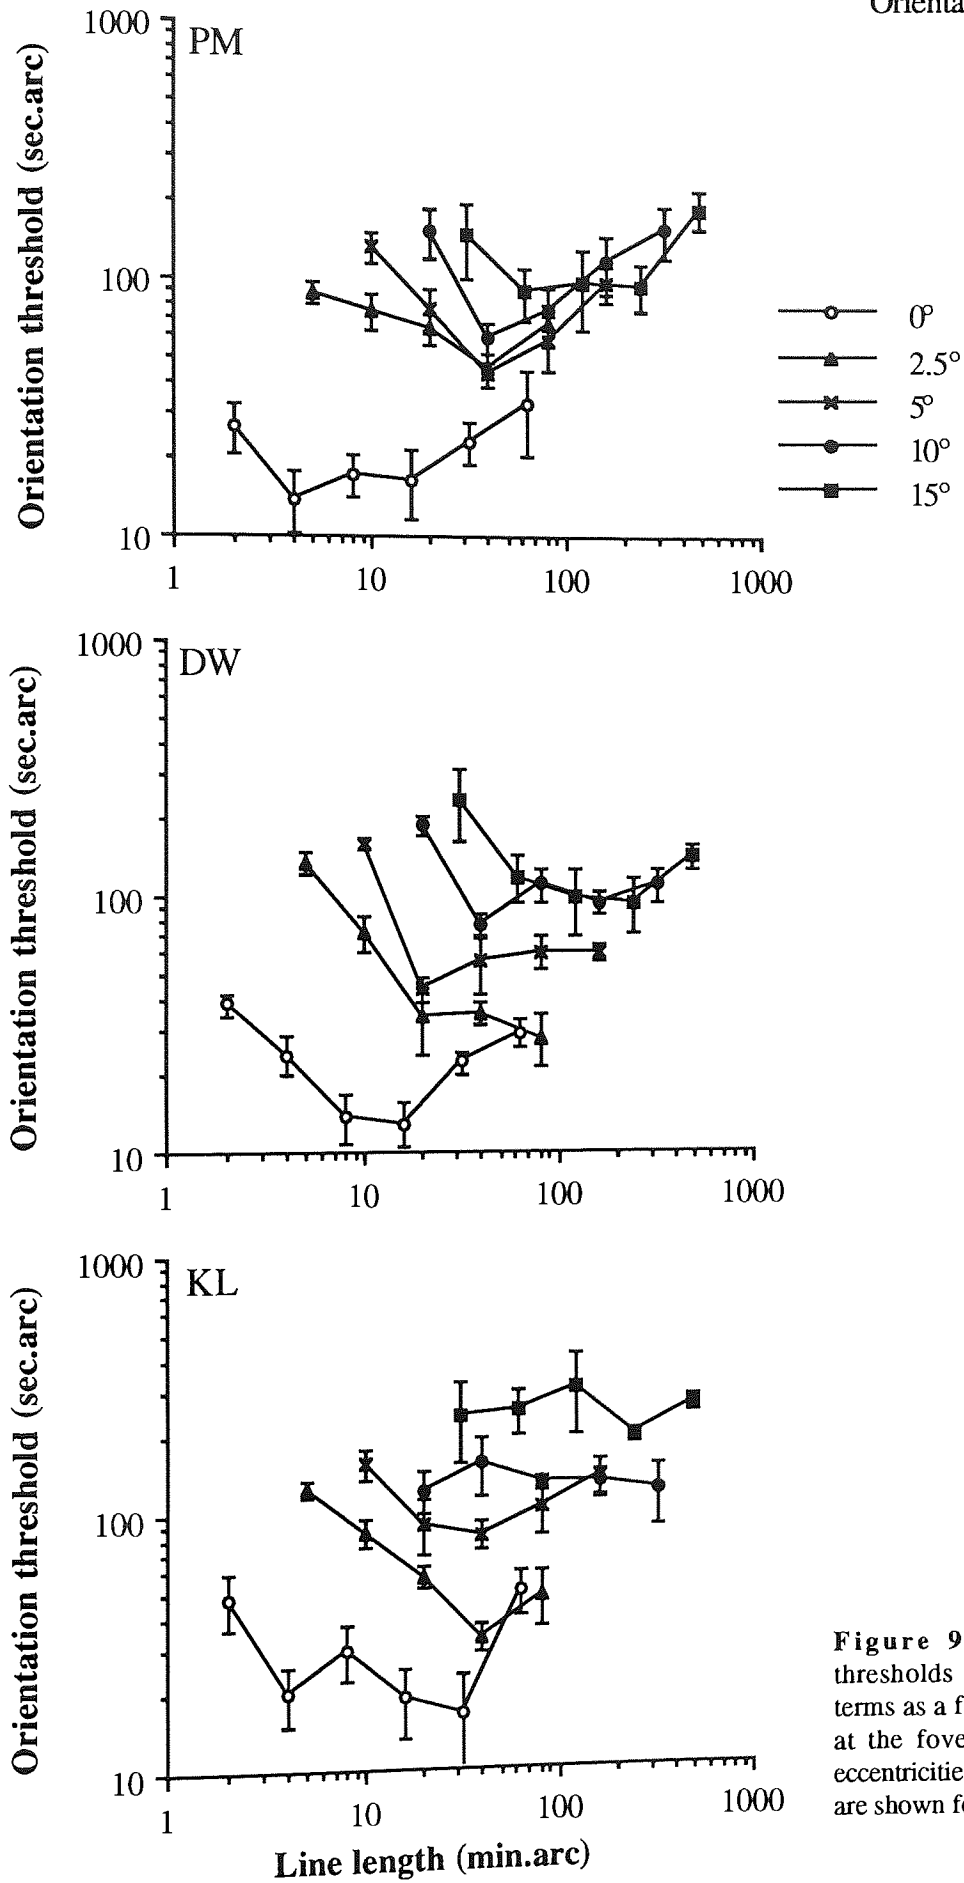 Orienta
1000
PM
100
10
1 10 100 1000
Orientation threshold (sec.arc)
0°
2.5°
5°
10°
15°
1000
DW
100
10
1 10 100 1000
Orientation threshold (sec.arc)
1000
KL
100
10
1 10 100 1000
Orientation threshold (sec.arc)
Line length (min.arc)
Figure 9
thresholds
terms as a f
at the fove
eccentricitie
are shown f